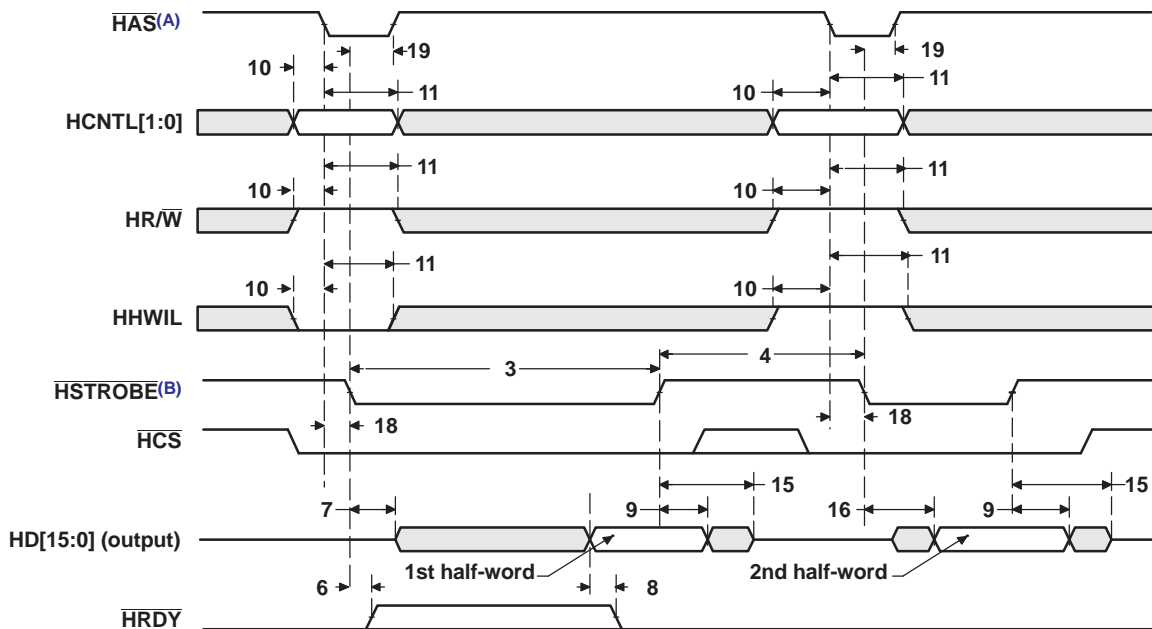 HAS(A)
19
19
10
11
11
10
HCNTL[1:0]
11
11
10
10
HR/W
11
11
10
10
HHWIL
4
3
HSTROBE(B)
18
18
HCS
15
15
7
9
16
9
HD[15:0] (output)
1st half-word
2nd half-word
6
8
HRDY